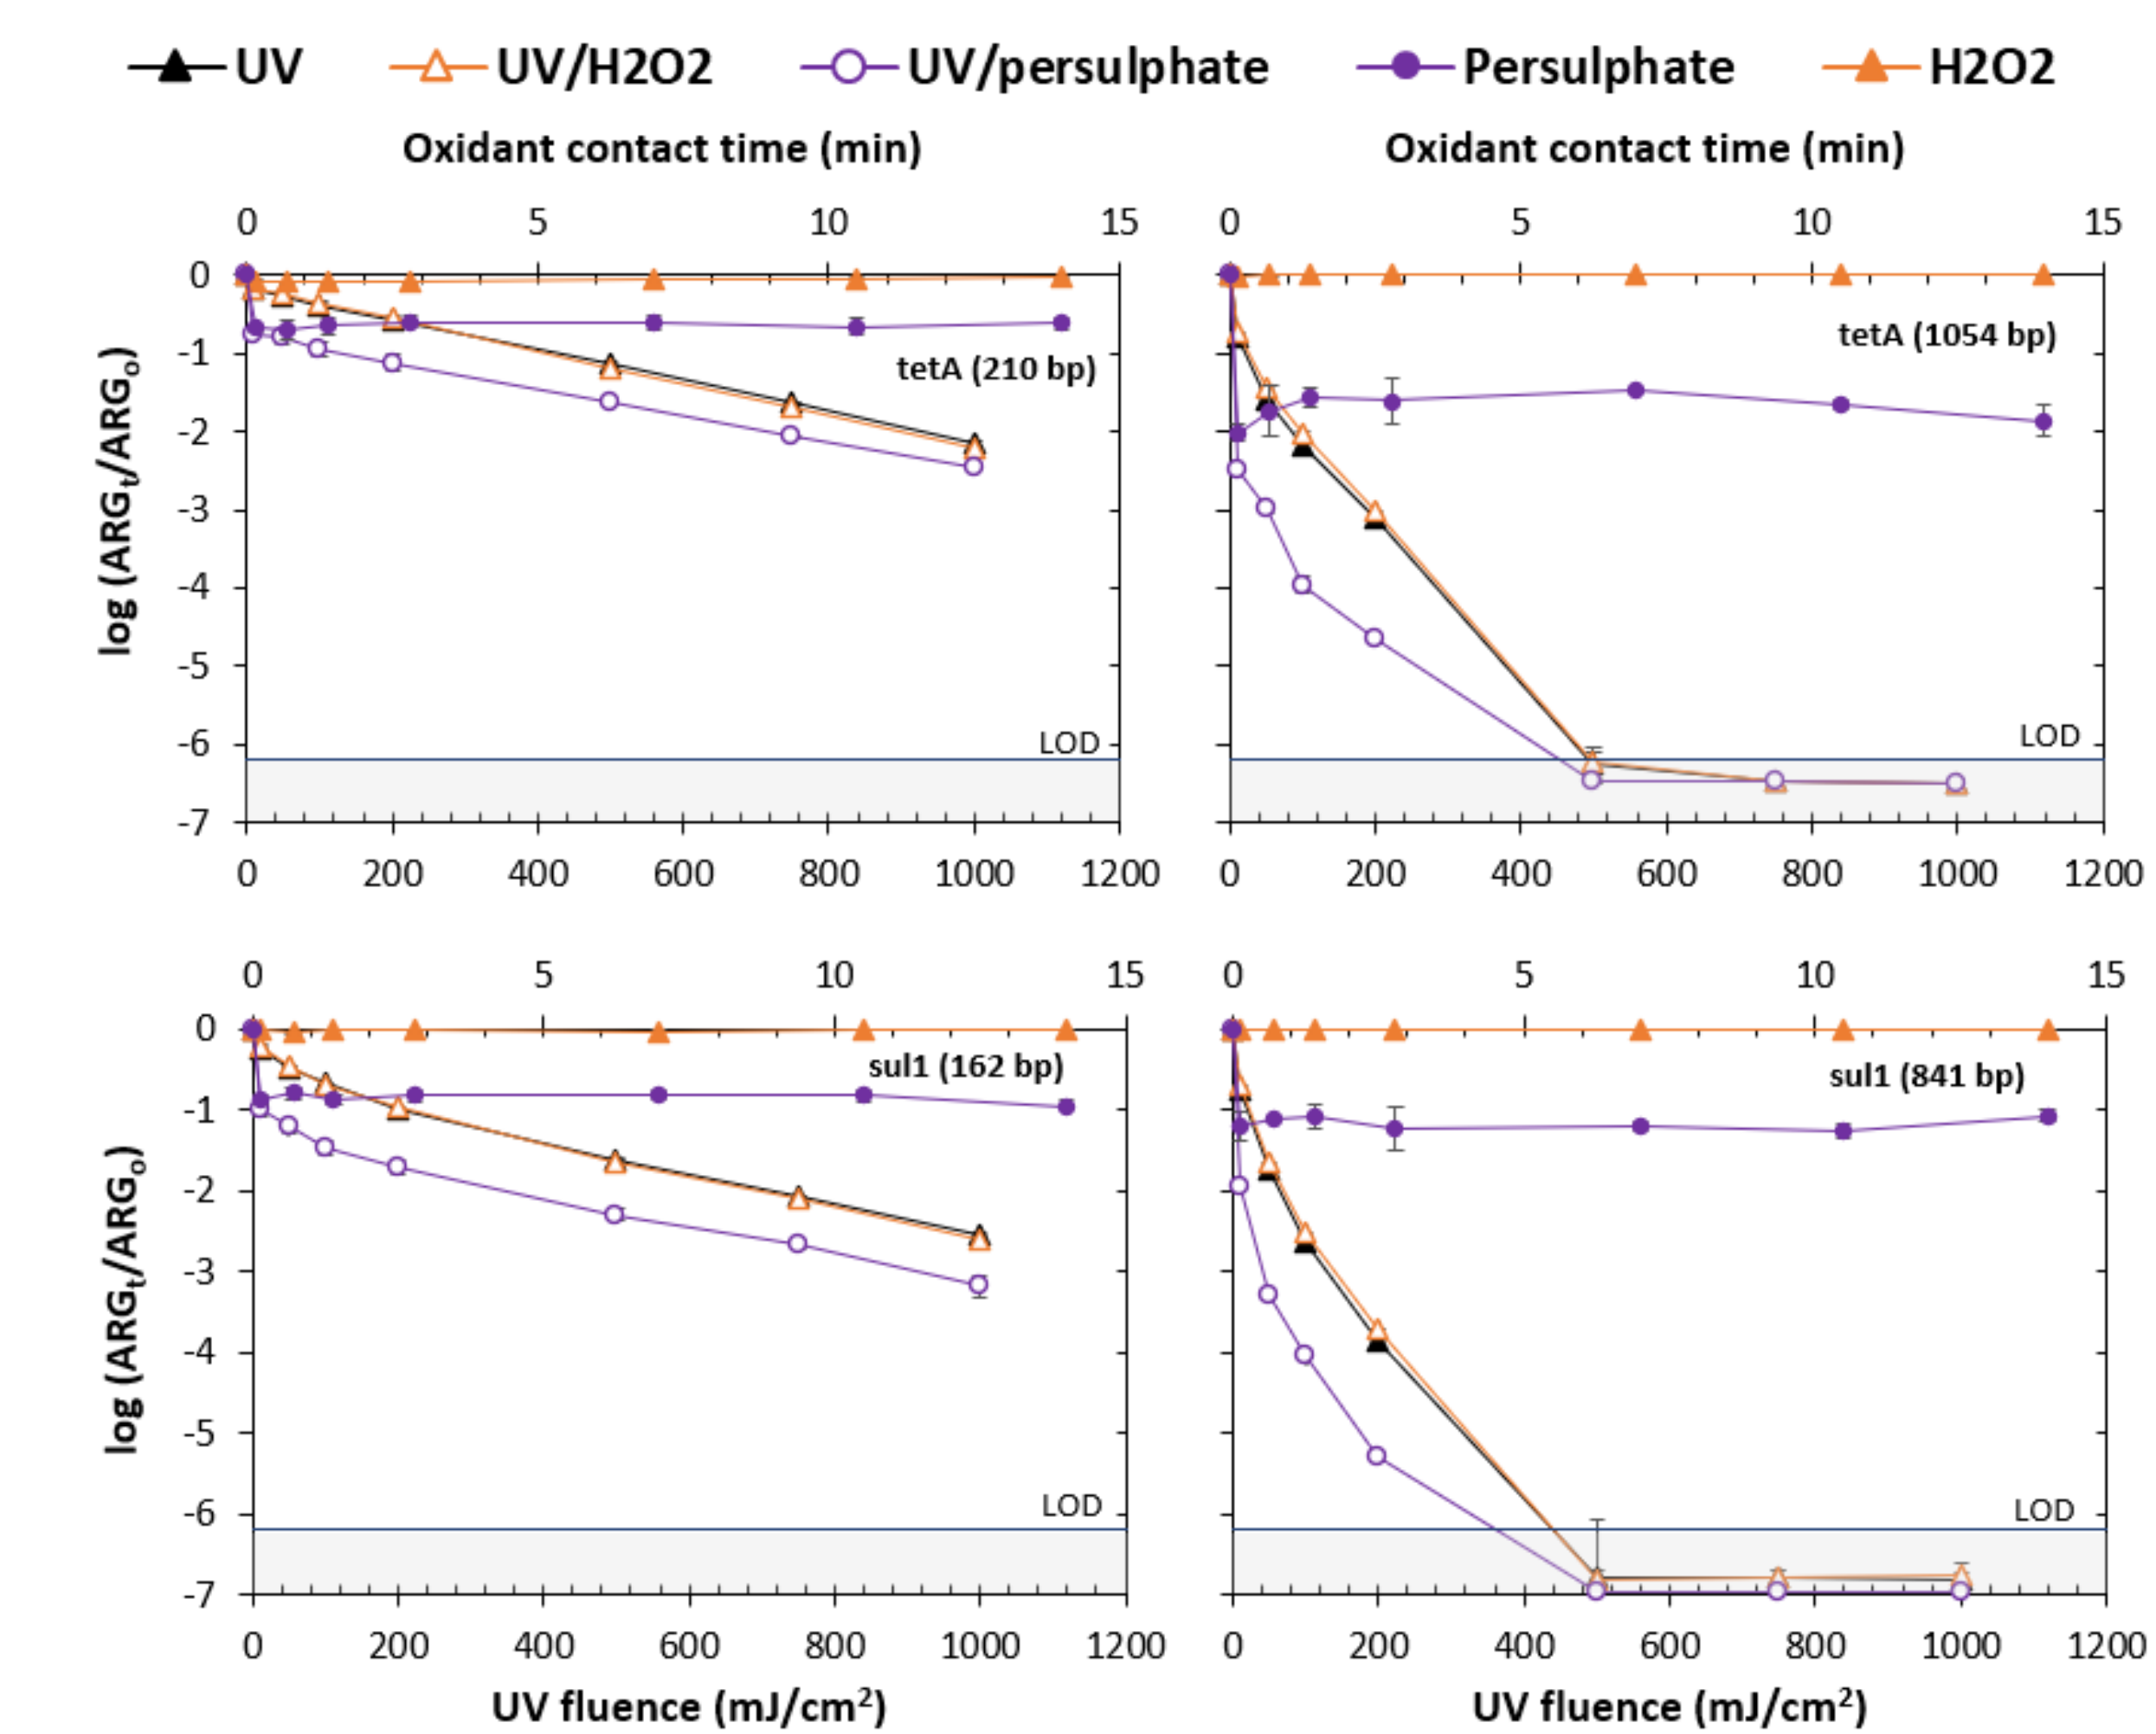 UV UV/H2O2 UV/persulphate Persulphate H2O2
Oxidant contact time (min) Oxidant contact time (min)
0 5 10 15 0 5 10 15
0
-1
-2
-3
-4
-5
-6
-7
log (ARGt/ARGo)
tetA (210 bp)
LOD
tetA (1054 bp)
LOD
0 200 400 600 800 1000 1200 0 200 400 600 800 1000 1200
0 5 10 15 0 5 10 15
0
-1
-2
-3
-4
-5
-6
-7
log (ARGt/ARGo)
sul1 (162 bp)
LOD
sul1 (841 bp)
LOD
0 200 400 600 800 1000 1200 0 200 400 600 800 1000 1200
UV fluence (mJ/cm²) UV fluence (mJ/cm²)